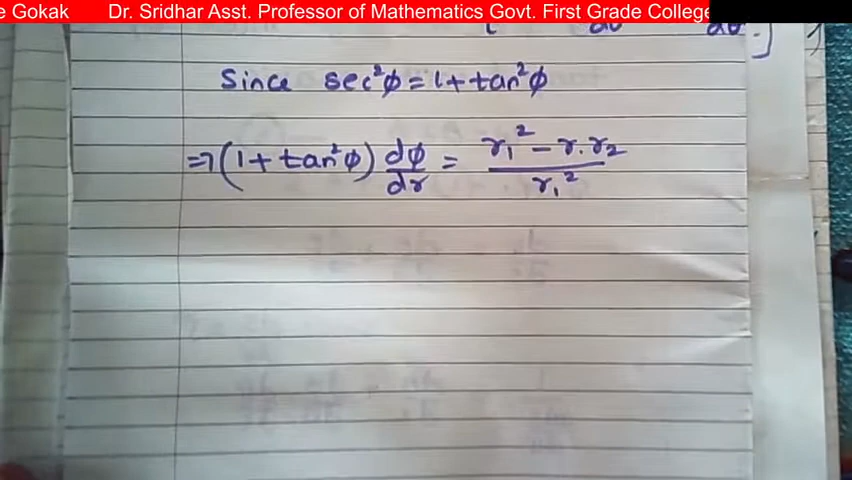 e Gokak Dr. Sridhar Asst. Professor of Mathematics Govt. First Grade College
Since sec²φ = 1 + tan²φ
⇒ (1 + tan²φ) dφ/dr = (r₁² − r · r₂)/r₁²